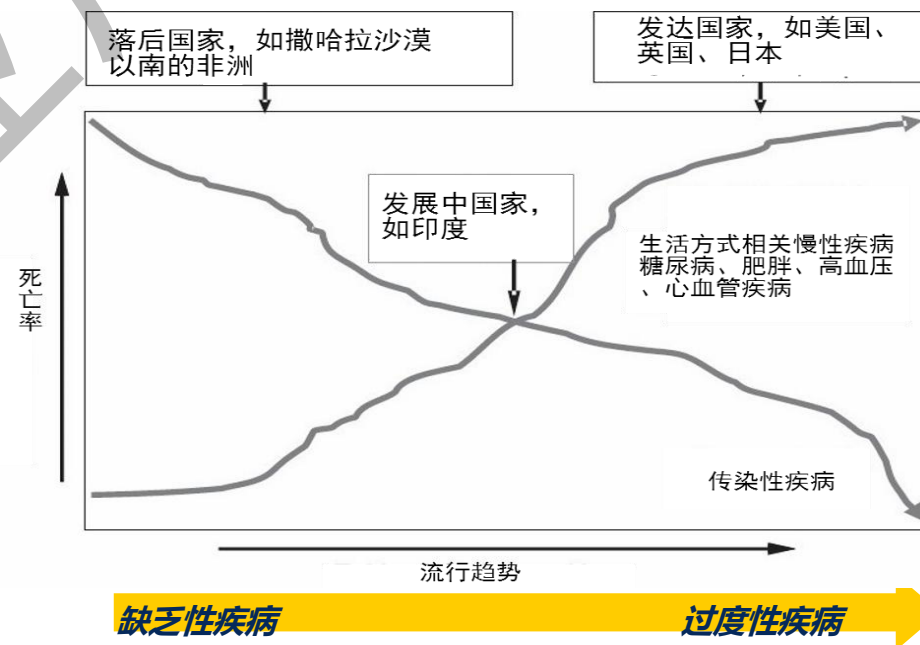 落后国家，如撒哈拉沙漠
以南的非洲
发达国家，如美国、
英国、日本
发展中国家，
如印度
生活方式相关慢性疾病
糖尿病、肥胖、高血压
、心血管疾病
死亡率
传染性疾病
流行趋势
缺乏性疾病
过度性疾病